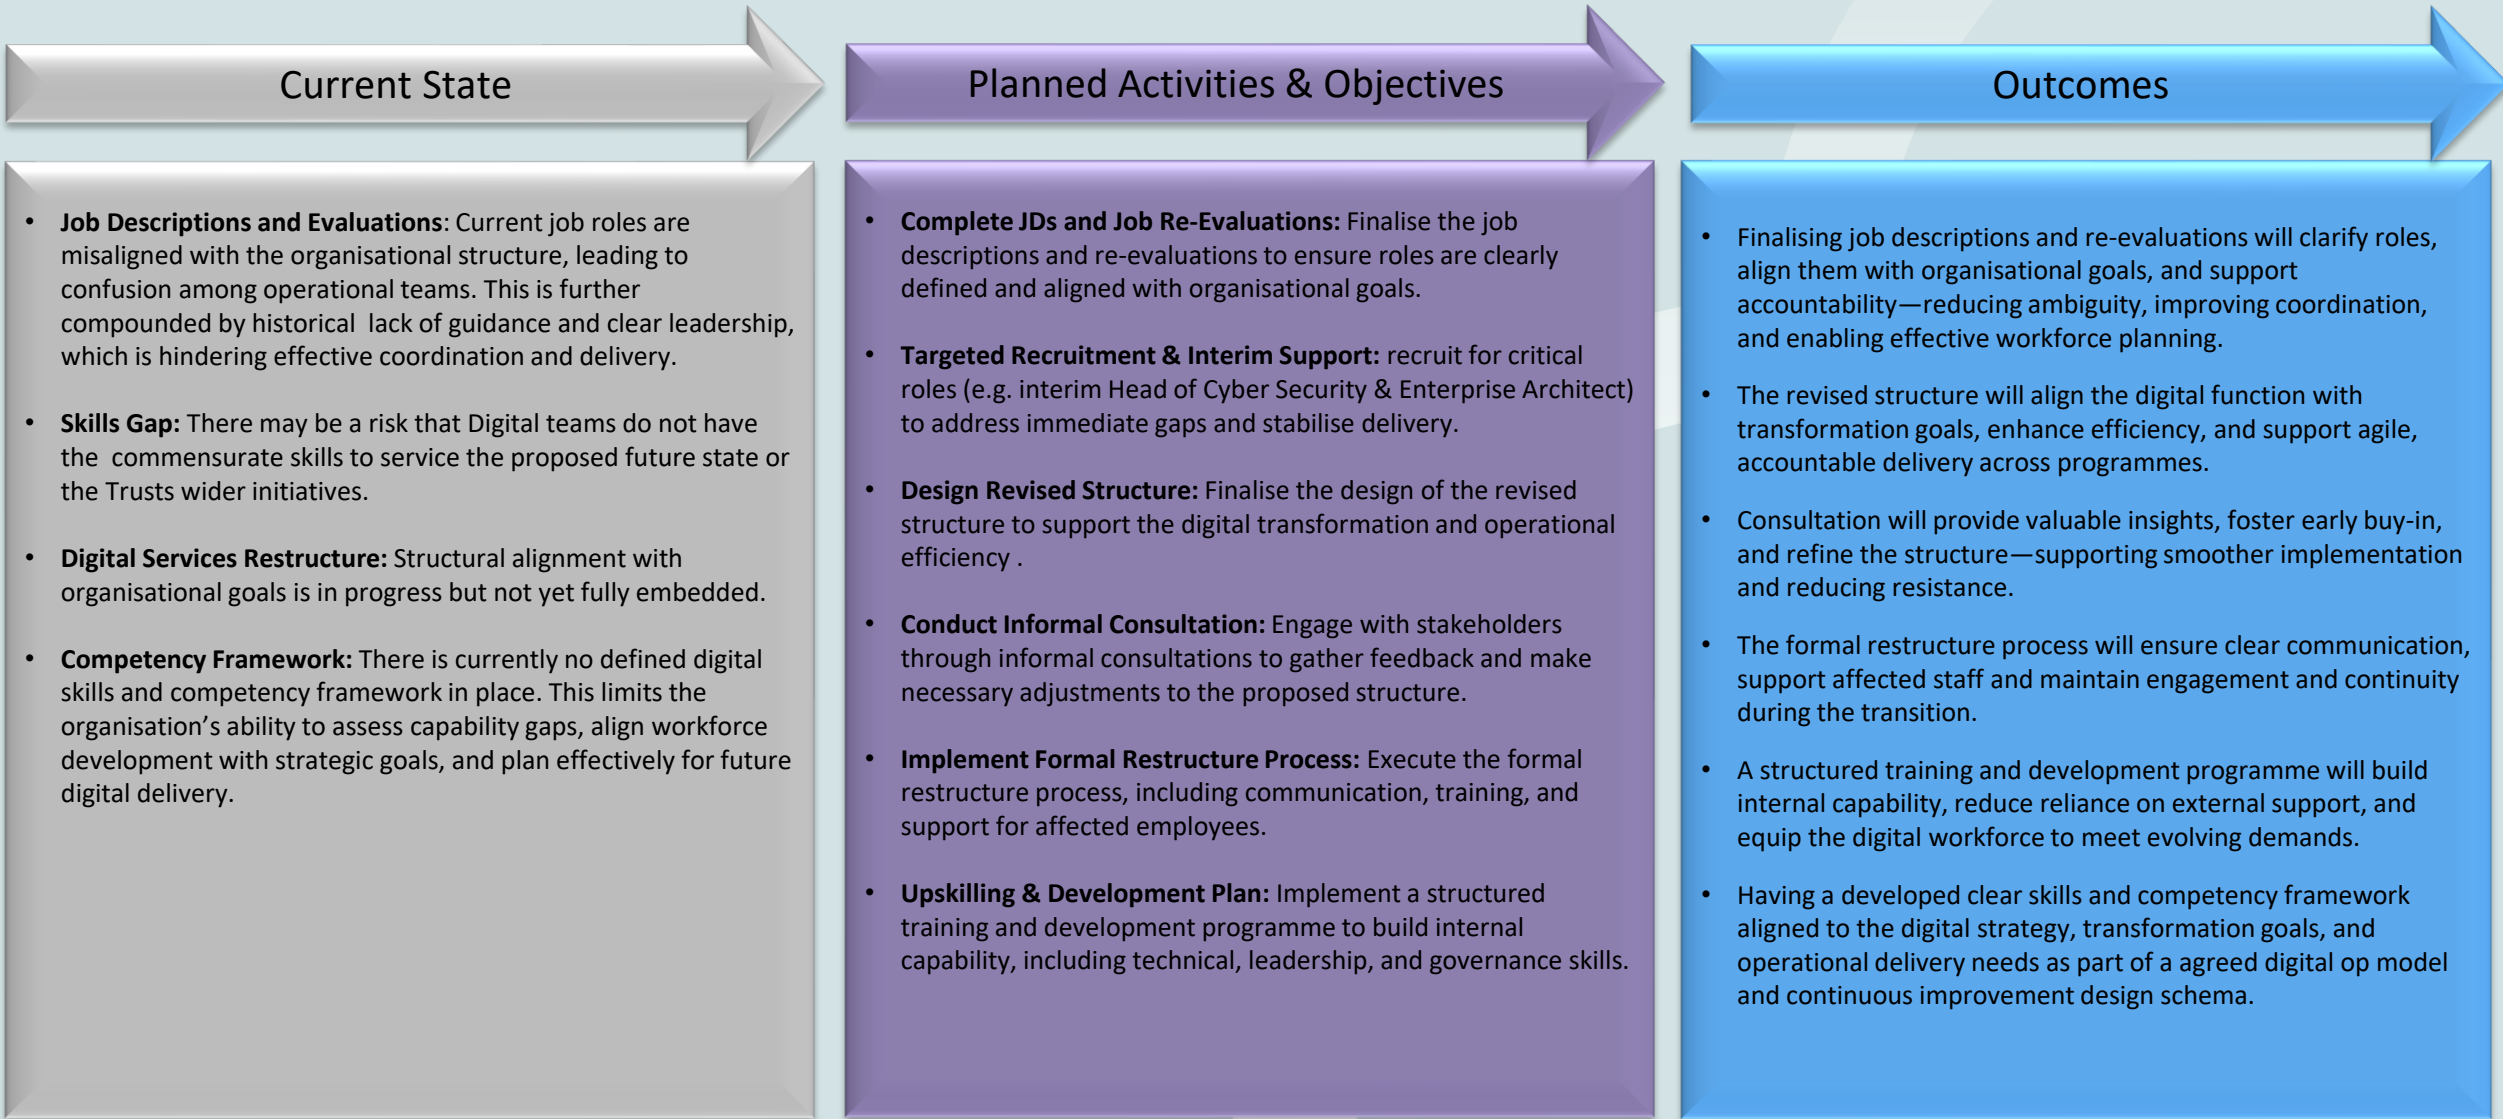 Current State
Planned Activities & Objectives
Outcomes
• Job Descriptions and Evaluations: Current job roles are
misaligned with the organisational structure, leading to
confusion among operational teams. This is further
compounded by historical  lack of guidance and clear leadership,
which is hindering effective coordination and delivery.
• Skills Gap: There may be a risk that Digital teams do not have
the  commensurate skills to service the proposed future state or
the Trusts wider initiatives.
• Digital Services Restructure: Structural alignment with
organisational goals is in progress but not yet fully embedded.
• Competency Framework: There is currently no defined digital
skills and competency framework in place. This limits the
organisation’s ability to assess capability gaps, align workforce
development with strategic goals, and plan effectively for future
digital delivery.
• Complete JDs and Job Re-Evaluations: Finalise the job
descriptions and re-evaluations to ensure roles are clearly
defined and aligned with organisational goals.
• Targeted Recruitment & Interim Support: recruit for critical
roles (e.g. interim Head of Cyber Security & Enterprise Architect)
to address immediate gaps and stabilise delivery.
• Design Revised Structure: Finalise the design of the revised
structure to support the digital transformation and operational
efficiency .
• Conduct Informal Consultation: Engage with stakeholders
through informal consultations to gather feedback and make
necessary adjustments to the proposed structure.
• Implement Formal Restructure Process: Execute the formal
restructure process, including communication, training, and
support for affected employees.
• Upskilling & Development Plan: Implement a structured
training and development programme to build internal
capability, including technical, leadership, and governance skills.
• Finalising job descriptions and re-evaluations will clarify roles,
align them with organisational goals, and support
accountability—reducing ambiguity, improving coordination,
and enabling effective workforce planning.
• The revised structure will align the digital function with
transformation goals, enhance efficiency, and support agile,
accountable delivery across programmes.
• Consultation will provide valuable insights, foster early buy-in,
and refine the structure—supporting smoother implementation
and reducing resistance.
• The formal restructure process will ensure clear communication,
support affected staff and maintain engagement and continuity
during the transition.
• A structured training and development programme will build
internal capability, reduce reliance on external support, and
equip the digital workforce to meet evolving demands.
• Having a developed clear skills and competency framework
aligned to the digital strategy, transformation goals, and
operational delivery needs as part of a agreed digital op model
and continuous improvement design schema.